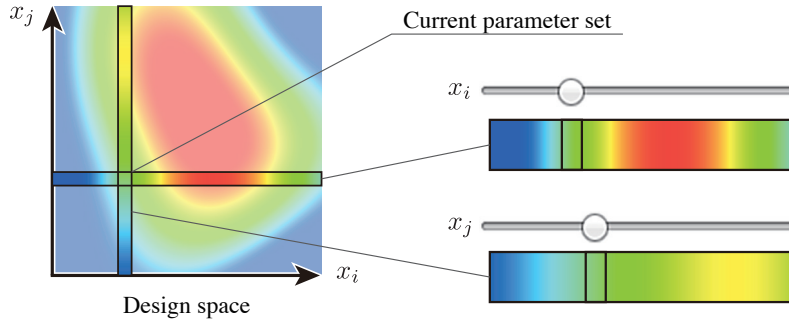 x_j
Current parameter set
x_i
x_j
x_i
Design space